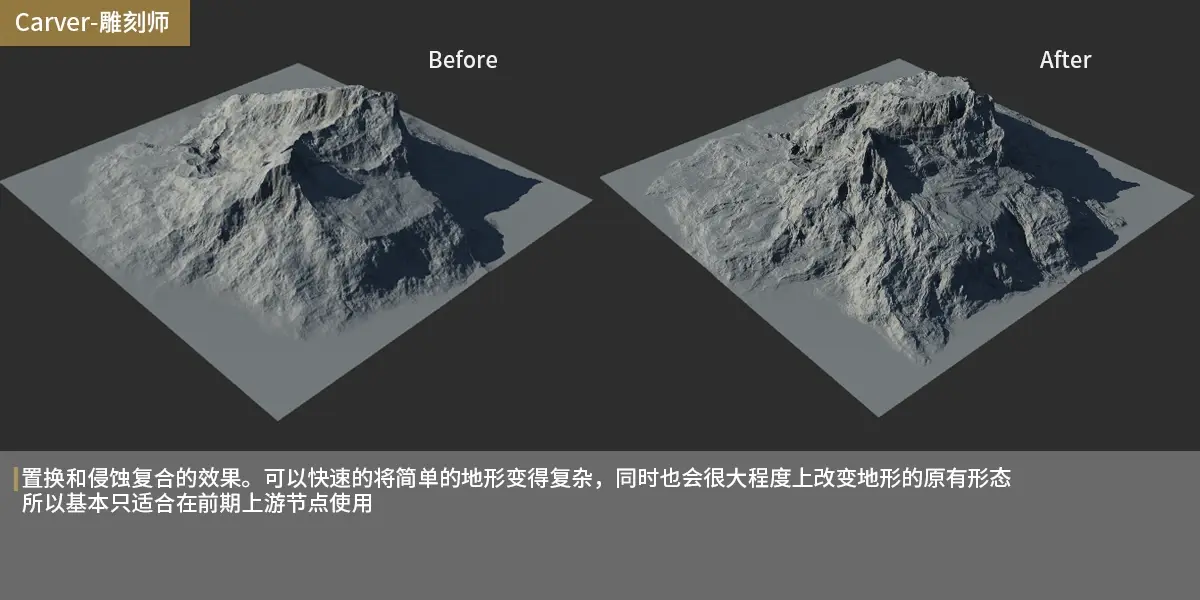 Carver-雕刻师
Before
After
置换和侵蚀复合的效果。可以快速的将简单的地形变得复杂，同时也会很大程度上改变地形的原有形态
所以基本只适合在前期上游节点使用